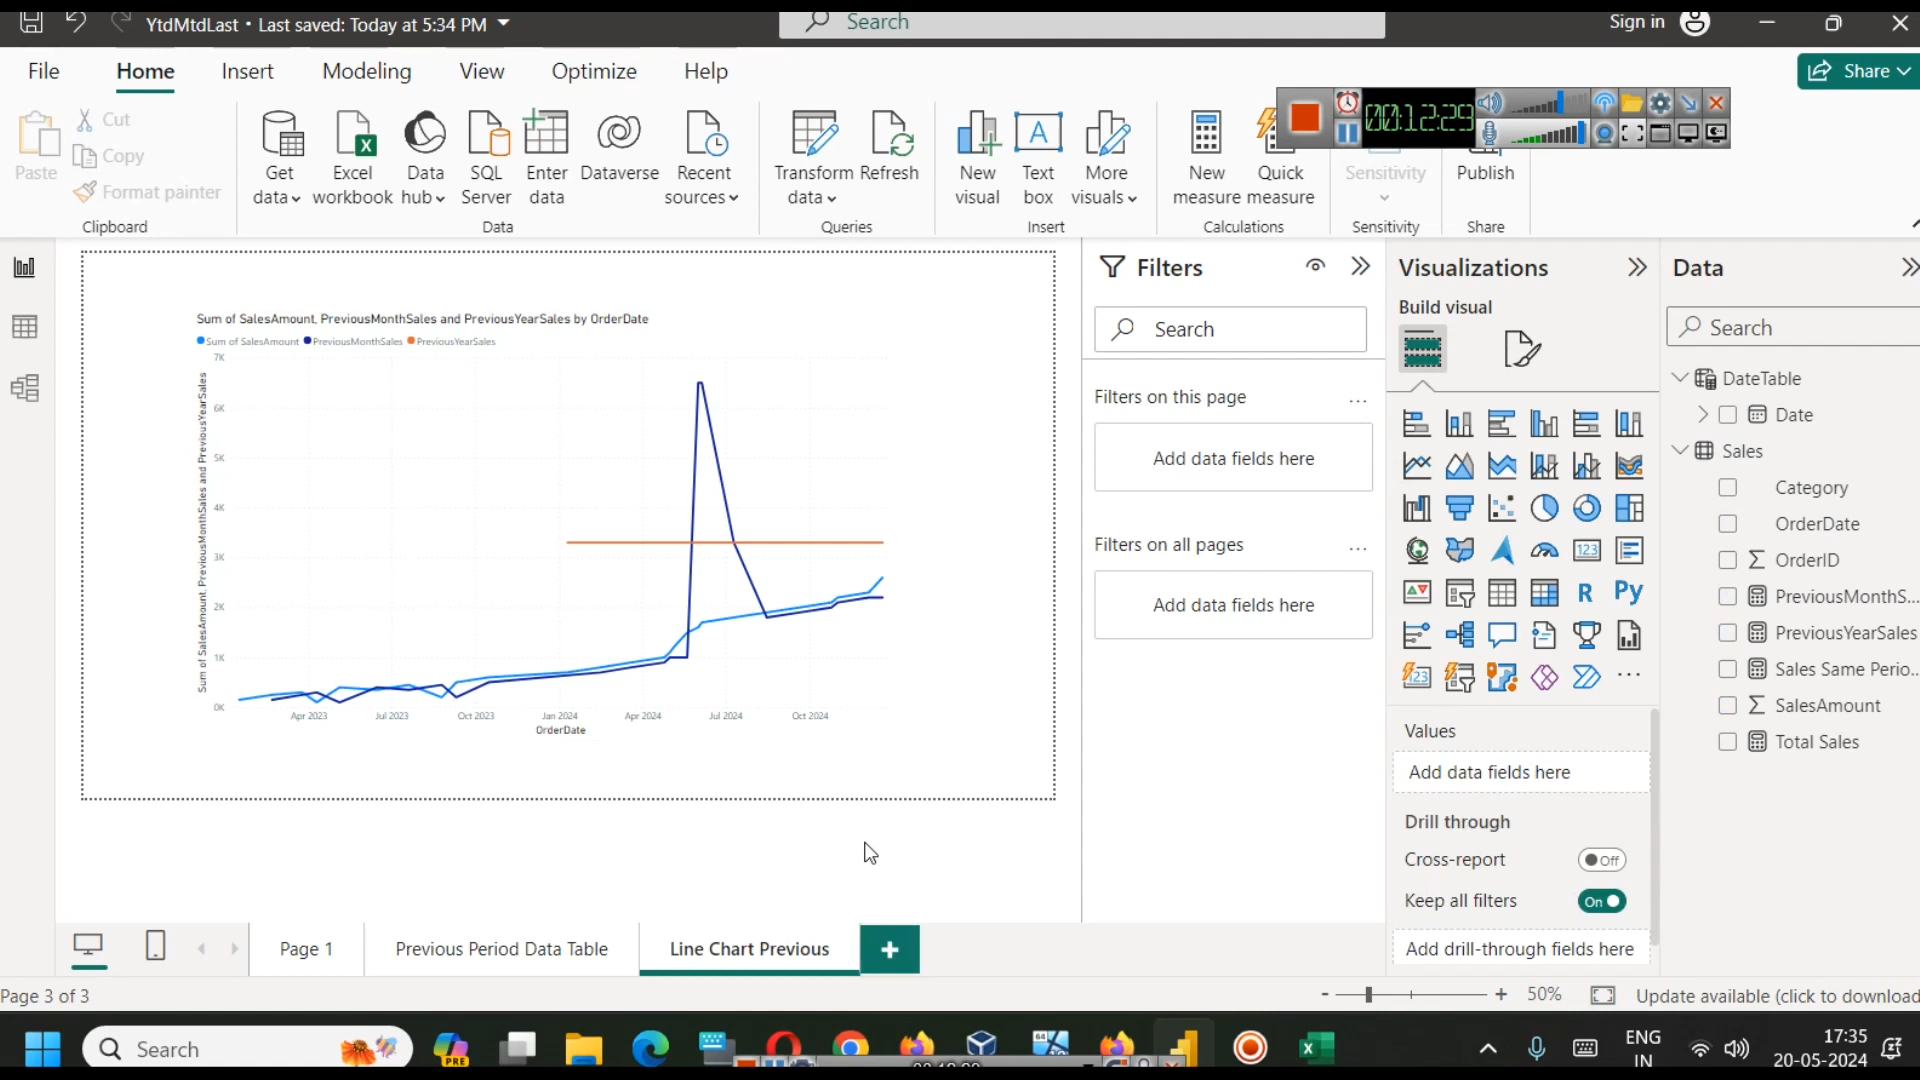 YtdMtdLast • Last saved: Today at 5:34 PM
Search
Sign in
File
Home
Insert
Modeling
View
Optimize
Help
Share
Paste
Cut
Copy
Format painter
Clipboard
Get data
Excel workbook
Data hub
SQL Server
Enter data
Dataverse
Recent sources
Data
Transform data
Refresh
Queries
New visual
Text box
More visuals
Insert
New measure
Quick measure
Calculations
Sensitivity
Sensitivity
Publish
Share
00:12:29
Sum of SalesAmount, PreviousMonthSales and PreviousYearSales by OrderDate
Sum of SalesAmount PreviousMonthSales PreviousYearSales
Sum of SalesAmount, PreviousMonthSales and PreviousYearSales
7K
6K
5K
4K
3K
2K
1K
0K
Apr 2023
Jul 2023
Oct 2023
Jan 2024
Apr 2024
Jul 2024
Oct 2024
OrderDate
Filters
Search
Filters on this page
...
Add data fields here
Filters on all pages
...
Add data fields here
Visualizations
Build visual
123
R
Py
123
...
Values
Add data fields here
Drill through
Cross-report
Off
Keep all filters
On
Add drill-through fields here
Data
Search
DateTable
Date
Sales
Category
OrderDate
OrderID
PreviousMonthS...
PreviousYearSales
Sales Same Perio...
SalesAmount
Total Sales
Page 1
Previous Period Data Table
Line Chart Previous
Page 3 of 3
- + 50%
Update available (click to download
Search
PRE
ENG
IN
17:35
20-05-2024